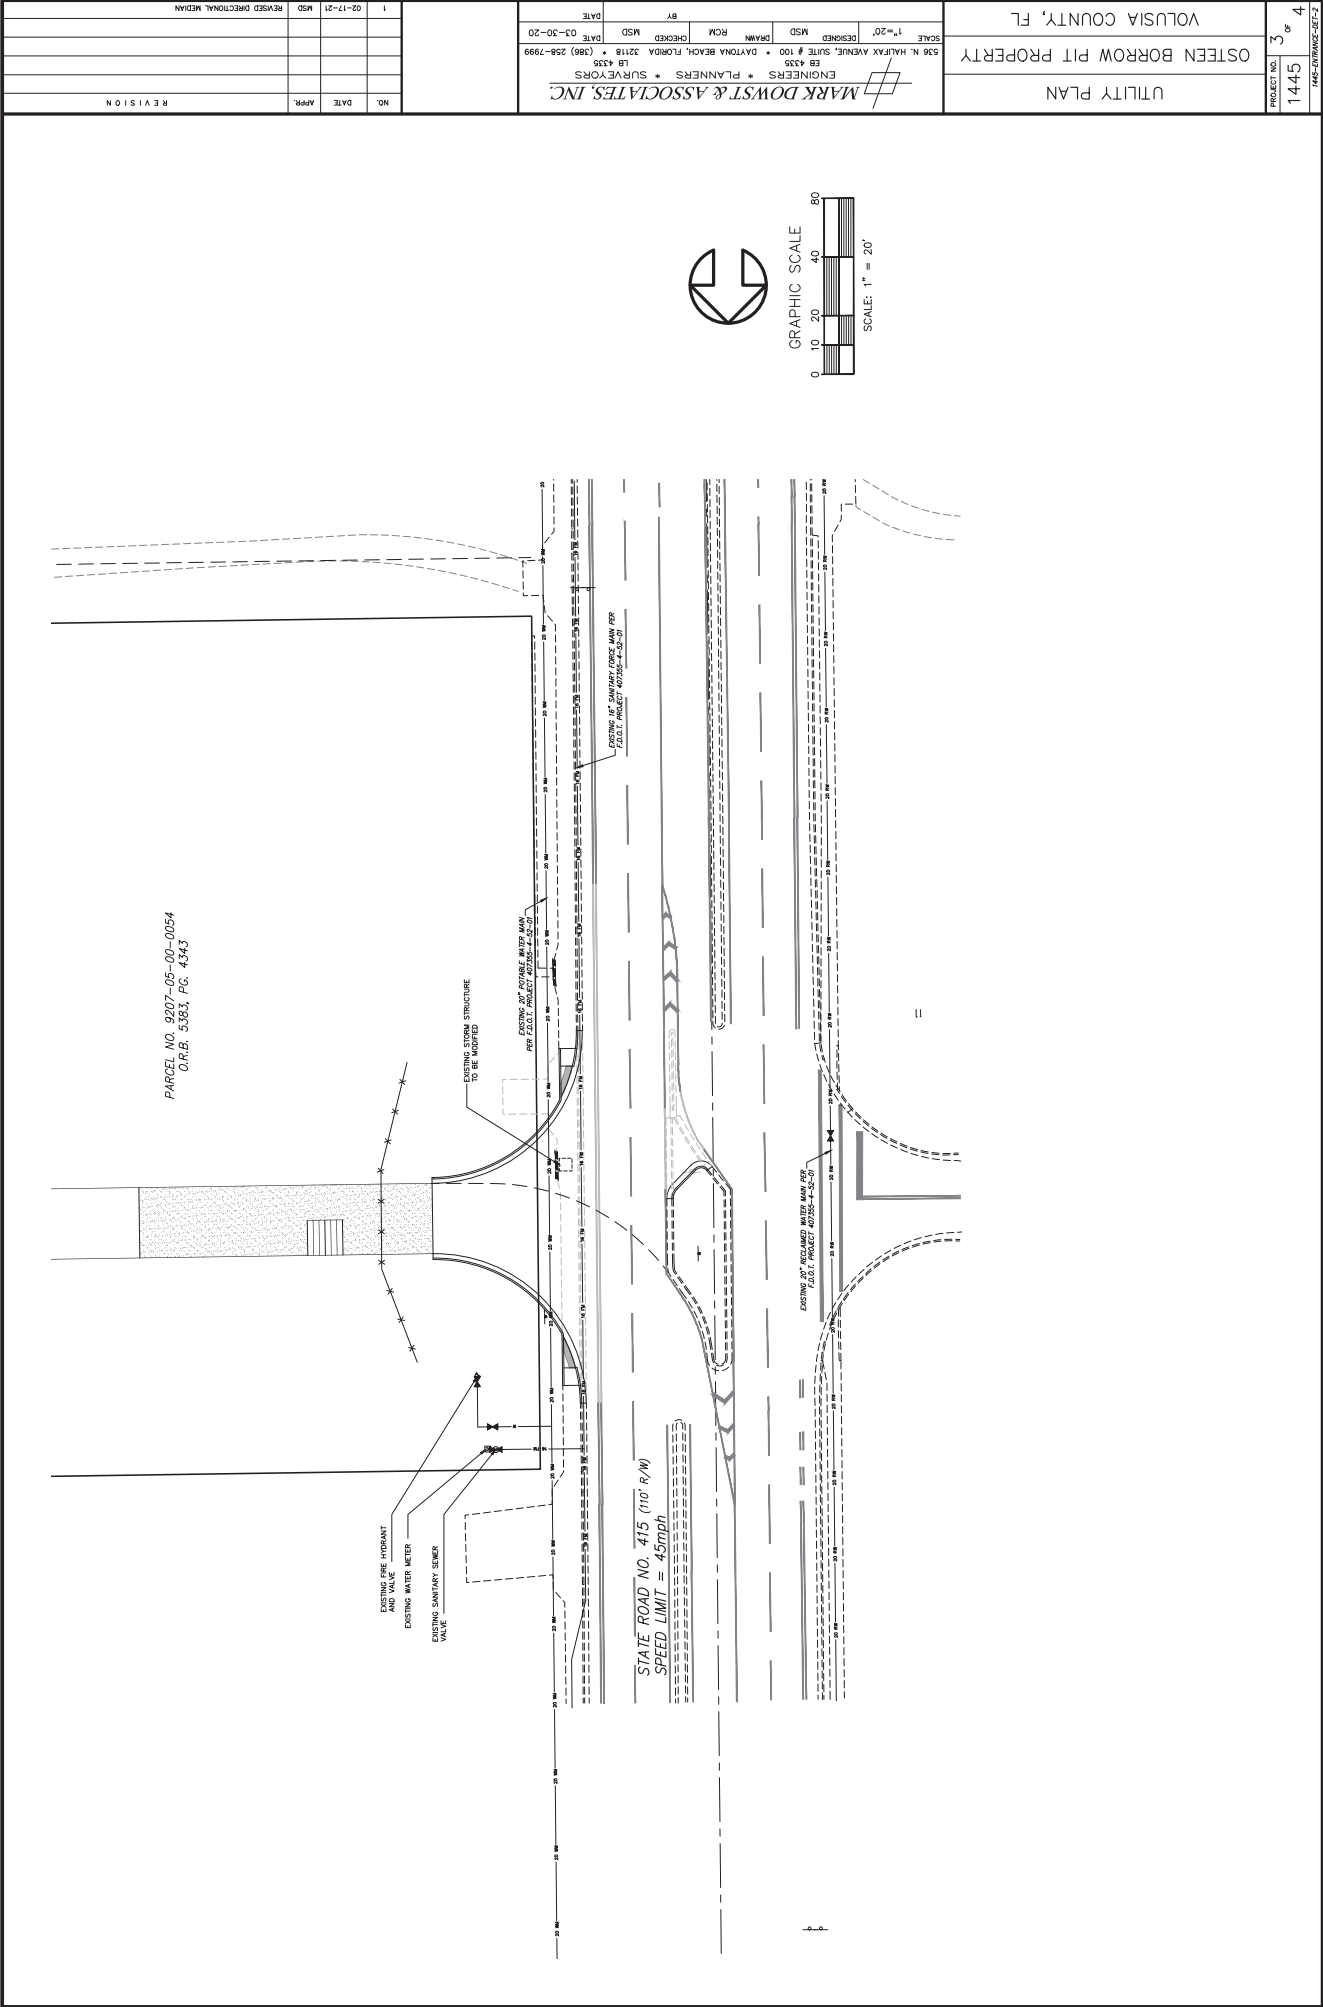 UTILITY PLAN
OSTEEN BORROW PIT PROPERTY
VOLUSIA COUNTY, FL
PROJECT NO.
1445
3 OF 4
1445-ENTRANCE-DET-2
MARK DOWST & ASSOCIATES, INC.
ENGINEERS * PLANNERS * SURVEYORS
EB 4335 LB 4335
536 N. HALIFAX AVENUE, SUITE # 100 * DAYTONA BEACH, FLORIDA 32118 * (386) 258-7999
SCALE 1"=20' DESIGNED MSD DRAWN RCM CHECKED MSD DATE 03-30-20
BY DATE
NO. DATE APPR. REVISION
1 02-17-21 MSD REVISED DIRECTIONAL MEDIAN
GRAPHIC SCALE
0 10 20 40 80
SCALE: 1" = 20'
PARCEL NO. 9207-05-00-0054
O.R.B. 5383, PG. 4343
EXISTING 16" SANITARY FORCE MAIN PER
F.D.O.T. PROJECT 407355-4-52-01
EXISTING 20" POTABLE WATER MAIN
PER F.D.O.T. PROJECT 407355-4-52-01
EXISTING STORM STRUCTURE
TO BE MODIFIED
EXISTING 20" RECLAIMED WATER MAIN PER
F.D.O.T. PROJECT 407355-4-52-01
EXISTING FIRE HYDRANT
AND VALVE
EXISTING WATER METER
EXISTING SANITARY SEWER
VALVE
STATE ROAD NO. 415 (110' R/W)
SPEED LIMIT = 45mph
20 WM
16 FM
20 RW